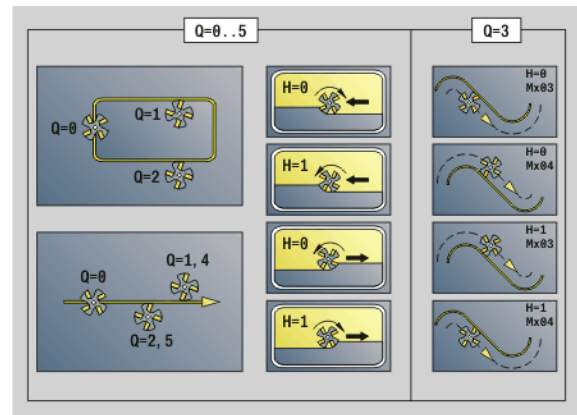 Q=0..5
Q=3
Q=0
Q=1
Q=2
Q=0
Q=1, 4
Q=2, 5
H=0
H=1
H=0
H=1
H=0
Mx03
H=0
Mx04
H=1
Mx03
H=1
Mx04